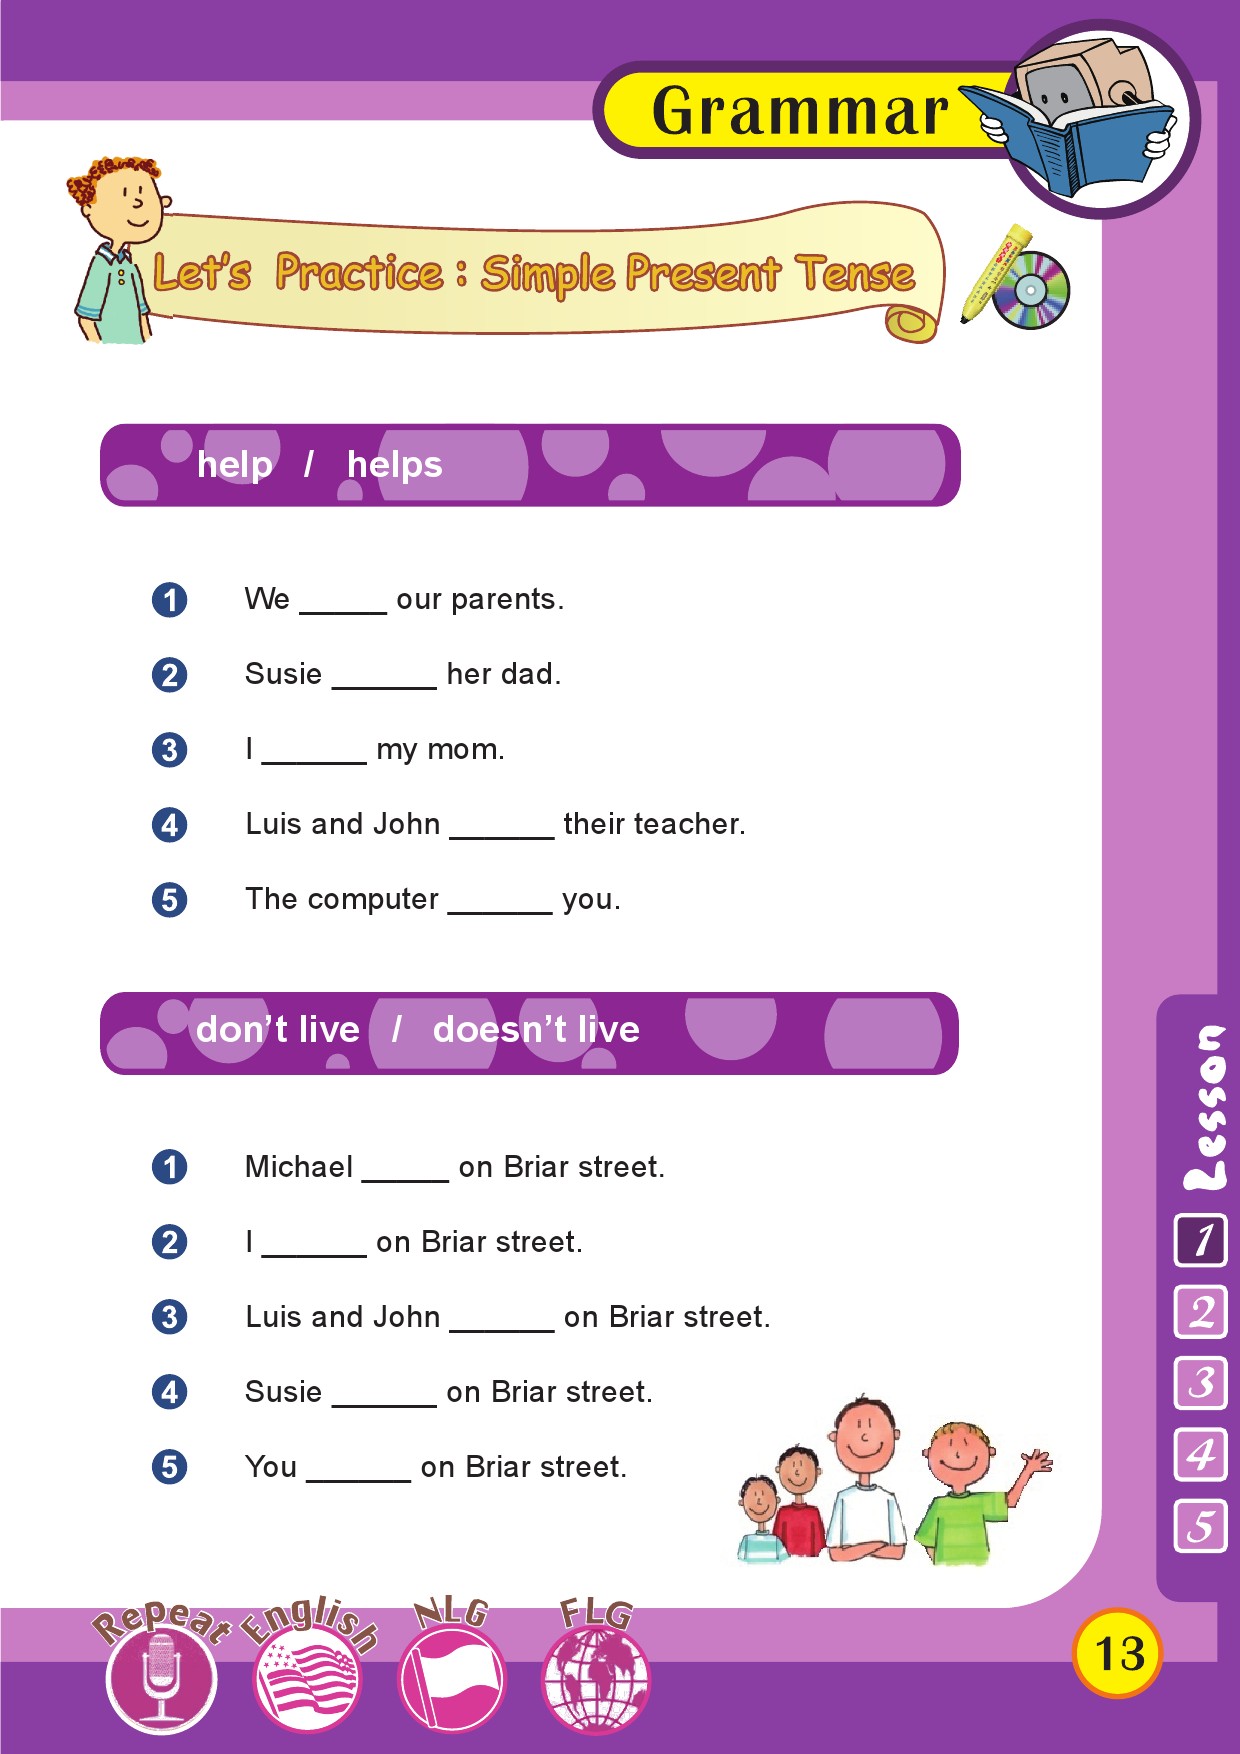 Grammar
Let's Practice : Simple Present Tense
help / helps
1 We _____ our parents.
2 Susie ______ her dad.
3 I ______ my mom.
4 Luis and John ______ their teacher.
5 The computer ______ you.
don't live / doesn't live
1 Michael _____ on Briar street.
2 I ______ on Briar street.
3 Luis and John ______ on Briar street.
4 Susie ______ on Briar street.
5 You ______ on Briar street.
Lesson
1
2
3
4
5
Repeat
English
NLG
FLG
13